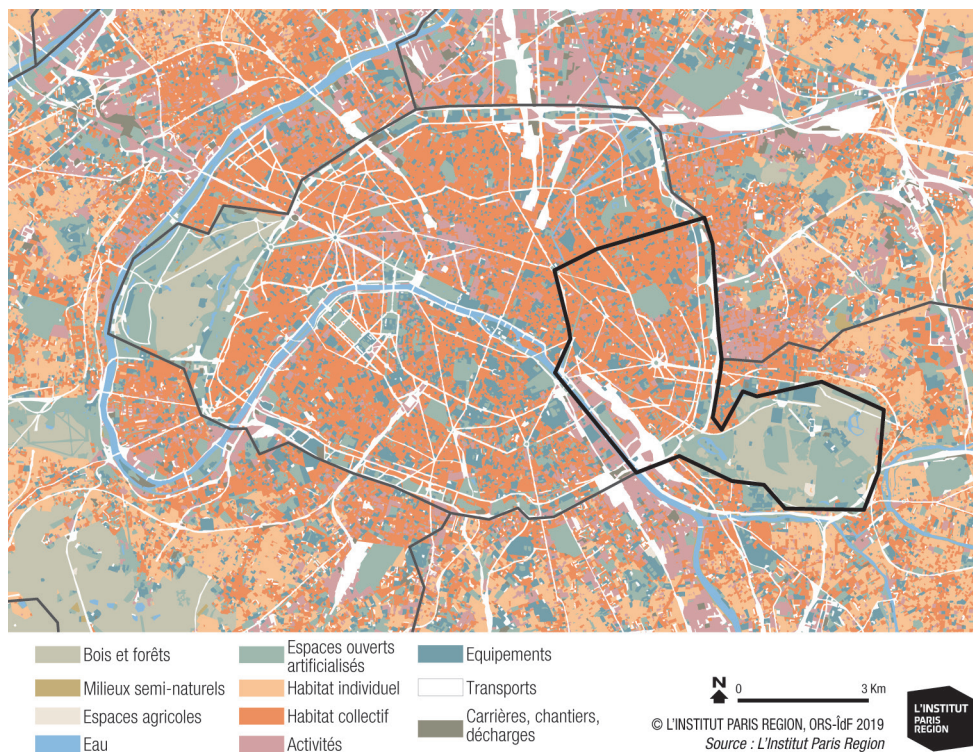 Bois et forêts
Milieux semi-naturels
Espaces agricoles
Eau
Espaces ouverts
artificialisés
Habitat individuel
Habitat collectif
Activités
Equipements
Transports
Carrières, chantiers,
décharges
N
0 3 Km
© L'INSTITUT PARIS REGION, ORS-ÎdF 2019
Source : L'Institut Paris Region
L'INSTITUT
PARIS
REGION